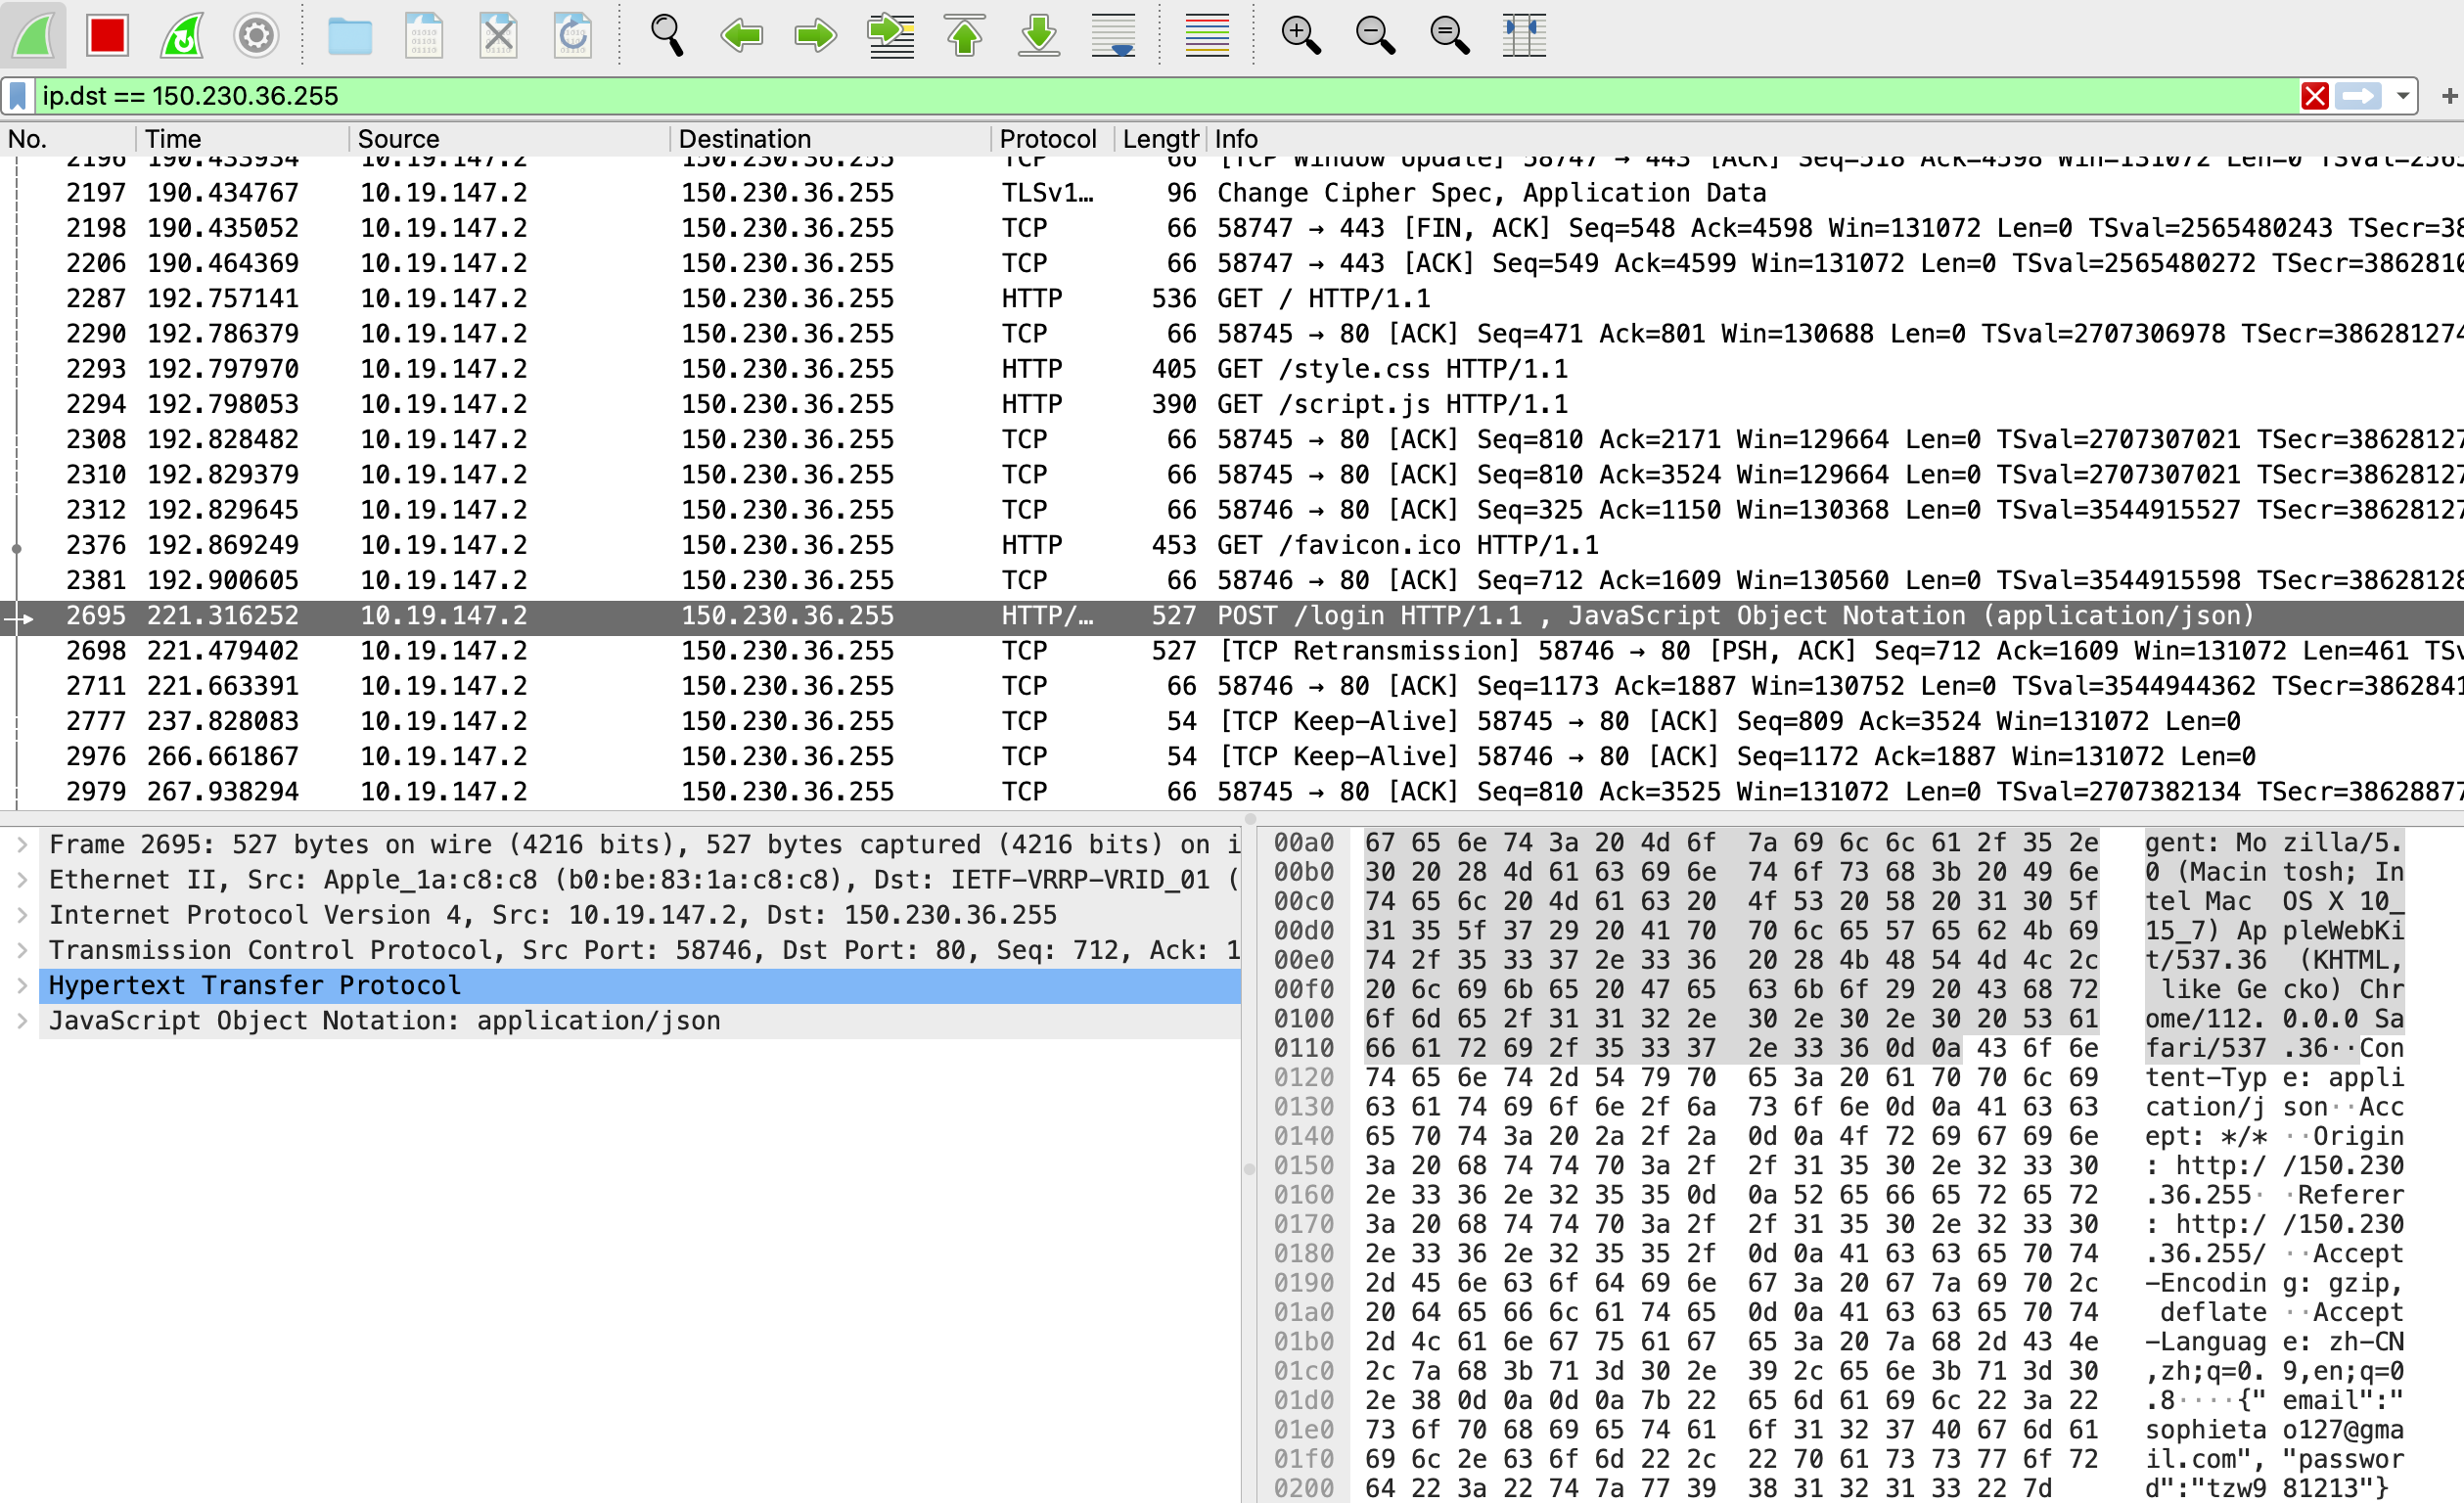 ip.dst == 150.230.36.255
No. Time Source Destination Protocol Length Info
2196 190.433934 10.19.147.2 150.230.36.255 TCP 66 [TCP Window Update] 58747 → 443 [ACK] Seq=518 Ack=4598 Win=131072 Len=0 TSval=2565
2197 190.434767 10.19.147.2 150.230.36.255 TLSv1… 96 Change Cipher Spec, Application Data
2198 190.435052 10.19.147.2 150.230.36.255 TCP 66 58747 → 443 [FIN, ACK] Seq=548 Ack=4598 Win=131072 Len=0 TSval=2565480243 TSecr=38
2206 190.464369 10.19.147.2 150.230.36.255 TCP 66 58747 → 443 [ACK] Seq=549 Ack=4599 Win=131072 Len=0 TSval=2565480272 TSecr=3862810
2287 192.757141 10.19.147.2 150.230.36.255 HTTP 536 GET / HTTP/1.1
2290 192.786379 10.19.147.2 150.230.36.255 TCP 66 58745 → 80 [ACK] Seq=471 Ack=801 Win=130688 Len=0 TSval=2707306978 TSecr=386281274
2293 192.797970 10.19.147.2 150.230.36.255 HTTP 405 GET /style.css HTTP/1.1
2294 192.798053 10.19.147.2 150.230.36.255 HTTP 390 GET /script.js HTTP/1.1
2308 192.828482 10.19.147.2 150.230.36.255 TCP 66 58745 → 80 [ACK] Seq=810 Ack=2171 Win=129664 Len=0 TSval=2707307021 TSecr=38628127
2310 192.829379 10.19.147.2 150.230.36.255 TCP 66 58745 → 80 [ACK] Seq=810 Ack=3524 Win=129664 Len=0 TSval=2707307021 TSecr=38628127
2312 192.829645 10.19.147.2 150.230.36.255 TCP 66 58746 → 80 [ACK] Seq=325 Ack=1150 Win=130368 Len=0 TSval=3544915527 TSecr=38628127
2376 192.869249 10.19.147.2 150.230.36.255 HTTP 453 GET /favicon.ico HTTP/1.1
2381 192.900605 10.19.147.2 150.230.36.255 TCP 66 58746 → 80 [ACK] Seq=712 Ack=1609 Win=130560 Len=0 TSval=3544915598 TSecr=38628128
2695 221.316252 10.19.147.2 150.230.36.255 HTTP/… 527 POST /login HTTP/1.1 , JavaScript Object Notation (application/json)
2698 221.479402 10.19.147.2 150.230.36.255 TCP 527 [TCP Retransmission] 58746 → 80 [PSH, ACK] Seq=712 Ack=1609 Win=131072 Len=461 TSv
2711 221.663391 10.19.147.2 150.230.36.255 TCP 66 58746 → 80 [ACK] Seq=1173 Ack=1887 Win=130752 Len=0 TSval=3544944362 TSecr=3862841
2777 237.828083 10.19.147.2 150.230.36.255 TCP 54 [TCP Keep-Alive] 58745 → 80 [ACK] Seq=809 Ack=3524 Win=131072 Len=0
2976 266.661867 10.19.147.2 150.230.36.255 TCP 54 [TCP Keep-Alive] 58746 → 80 [ACK] Seq=1172 Ack=1887 Win=131072 Len=0
2979 267.938294 10.19.147.2 150.230.36.255 TCP 66 58745 → 80 [ACK] Seq=810 Ack=3525 Win=131072 Len=0 TSval=2707382134 TSecr=38628877
Frame 2695: 527 bytes on wire (4216 bits), 527 bytes captured (4216 bits) on i
Ethernet II, Src: Apple_1a:c8:c8 (b0:be:83:1a:c8:c8), Dst: IETF-VRRP-VRID_01 (
Internet Protocol Version 4, Src: 10.19.147.2, Dst: 150.230.36.255
Transmission Control Protocol, Src Port: 58746, Dst Port: 80, Seq: 712, Ack: 1
Hypertext Transfer Protocol
JavaScript Object Notation: application/json
00a0 67 65 6e 74 3a 20 4d 6f 7a 69 6c 6c 61 2f 35 2e gent: Mo zilla/5.
00b0 30 20 28 4d 61 63 69 6e 74 6f 73 68 3b 20 49 6e 0 (Macin tosh; In
00c0 74 65 6c 20 4d 61 63 20 4f 53 20 58 20 31 30 5f tel Mac OS X 10_
00d0 31 35 5f 37 29 20 41 70 70 6c 65 57 65 62 4b 69 15_7) Ap pleWebKi
00e0 74 2f 35 33 37 2e 33 36 20 28 4b 48 54 4d 4c 2c t/537.36 (KHTML,
00f0 20 6c 69 6b 65 20 47 65 63 6b 6f 29 20 43 68 72 like Ge cko) Chr
0100 6f 6d 65 2f 31 31 32 2e 30 2e 30 2e 30 20 53 61 ome/112. 0.0.0 Sa
0110 66 61 72 69 2f 35 33 37 2e 33 36 0d 0a 43 6f 6e fari/537 .36··Con
0120 74 65 6e 74 2d 54 79 70 65 3a 20 61 70 70 6c 69 tent-Typ e: appli
0130 63 61 74 69 6f 6e 2f 6a 73 6f 6e 0d 0a 41 63 63 cation/j son··Acc
0140 65 70 74 3a 20 2a 2f 2a 0d 0a 4f 72 69 67 69 6e ept: */* ··Origin
0150 3a 20 68 74 74 70 3a 2f 2f 31 35 30 2e 32 33 30 : http:/ /150.230
0160 2e 33 36 2e 32 35 35 0d 0a 52 65 66 65 72 65 72 .36.255· ·Referer
0170 3a 20 68 74 74 70 3a 2f 2f 31 35 30 2e 32 33 30 : http:/ /150.230
0180 2e 33 36 2e 32 35 35 2f 0d 0a 41 63 63 65 70 74 .36.255/ ··Accept
0190 2d 45 6e 63 6f 64 69 6e 67 3a 20 67 7a 69 70 2c -Encodin g: gzip,
01a0 20 64 65 66 6c 61 74 65 0d 0a 41 63 63 65 70 74 deflate ··Accept
01b0 2d 4c 61 6e 67 75 61 67 65 3a 20 7a 68 2d 43 4e -Languag e: zh-CN
01c0 2c 7a 68 3b 71 3d 30 2e 39 2c 65 6e 3b 71 3d 30 ,zh;q=0. 9,en;q=0
01d0 2e 38 0d 0a 0d 0a 7b 22 65 6d 61 69 6c 22 3a 22 .8····{" email":"
01e0 73 6f 70 68 69 65 74 61 6f 31 32 37 40 67 6d 61 sophieta o127@gma
01f0 69 6c 2e 63 6f 6d 22 2c 22 70 61 73 73 77 6f 72 il.com", "passwor
0200 64 22 3a 22 74 7a 77 39 38 31 32 31 33 22 7d d":"tzw9 81213"}